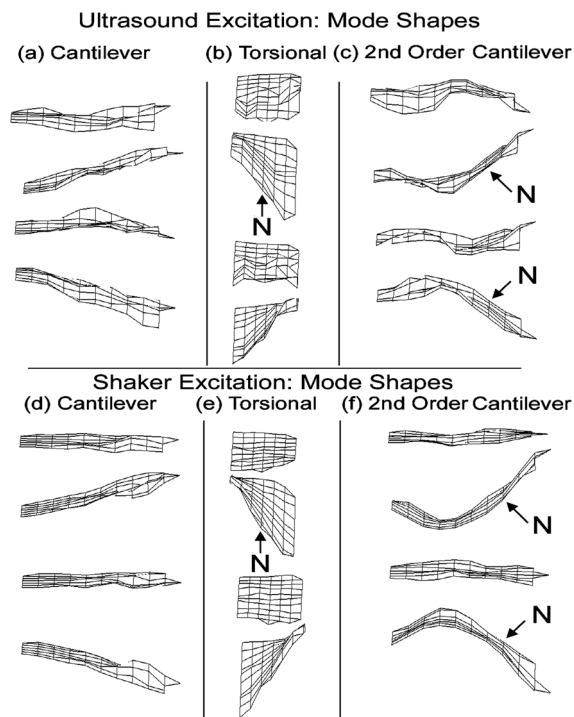 Ultrasound Excitation: Mode Shapes
(a) Cantilever
(b) Torsional
(c) 2nd Order Cantilever
N
N
N
Shaker Excitation: Mode Shapes
(d) Cantilever
(e) Torsional
(f) 2nd Order Cantilever
N
N
N